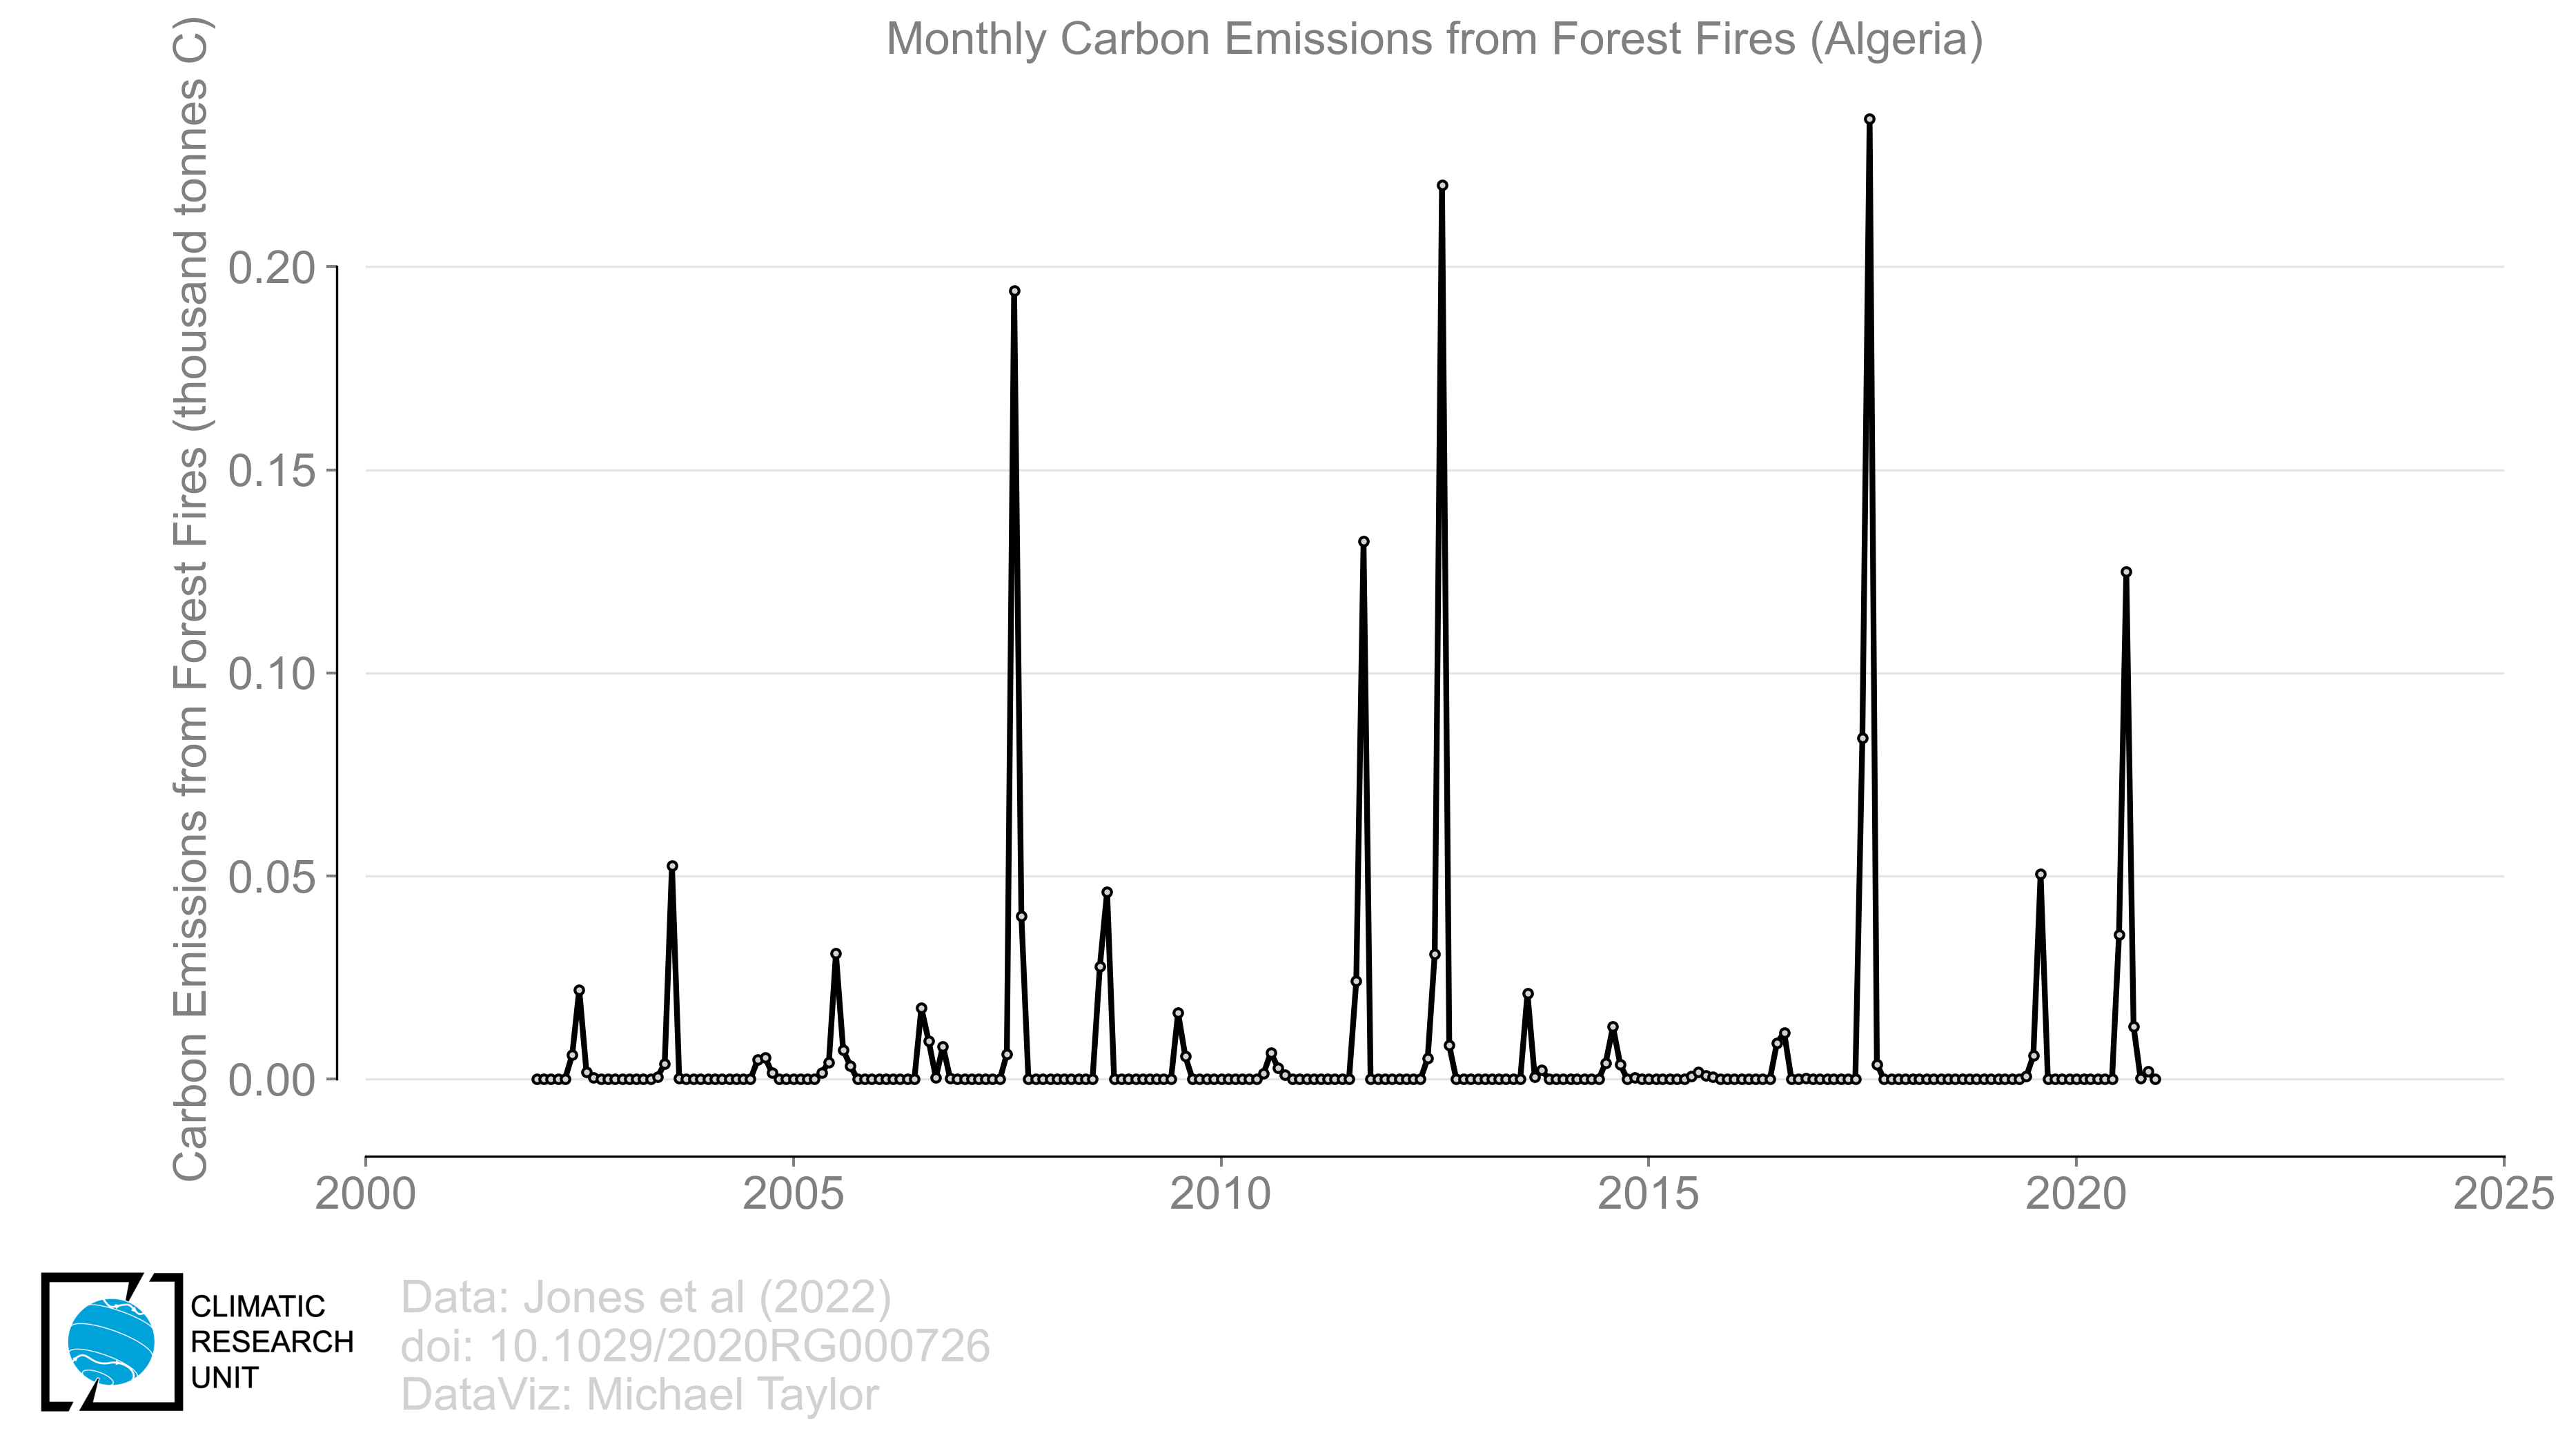 Monthly Carbon Emissions from Forest Fires (Algeria)
Carbon Emissions from Forest Fires (thousand tonnes C)
0.20
0.15
0.10
0.05
0.00
2000
2005
2010
2015
2020
2025
CLIMATIC
RESEARCH
UNIT
Data: Jones et al (2022)
doi: 10.1029/2020RG000726
DataViz: Michael Taylor